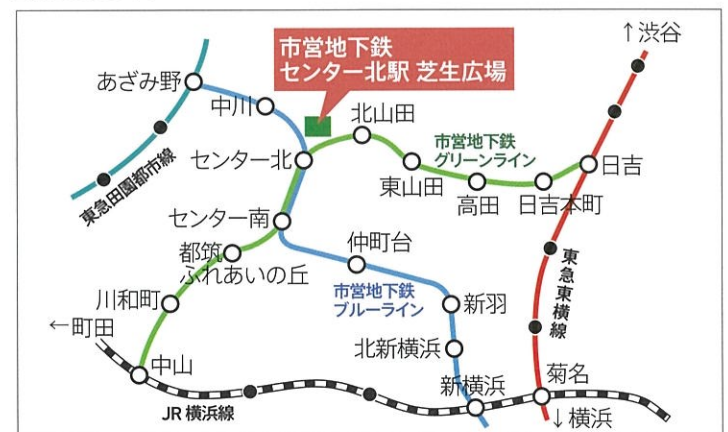 ↑渋谷
市営地下鉄
センター北駅 芝生広場
あざみ野
中川
北山田
市営地下鉄
グリーンライン
センター北
東山田
日吉
高田
日吉本町
東急田園都市線
センター南
都筑
ふれあいの丘
仲町台
市営地下鉄
ブルーライン
東急東横線
川和町
新羽
←町田
北新横浜
中山
新横浜
菊名
JR 横浜線
↓横浜